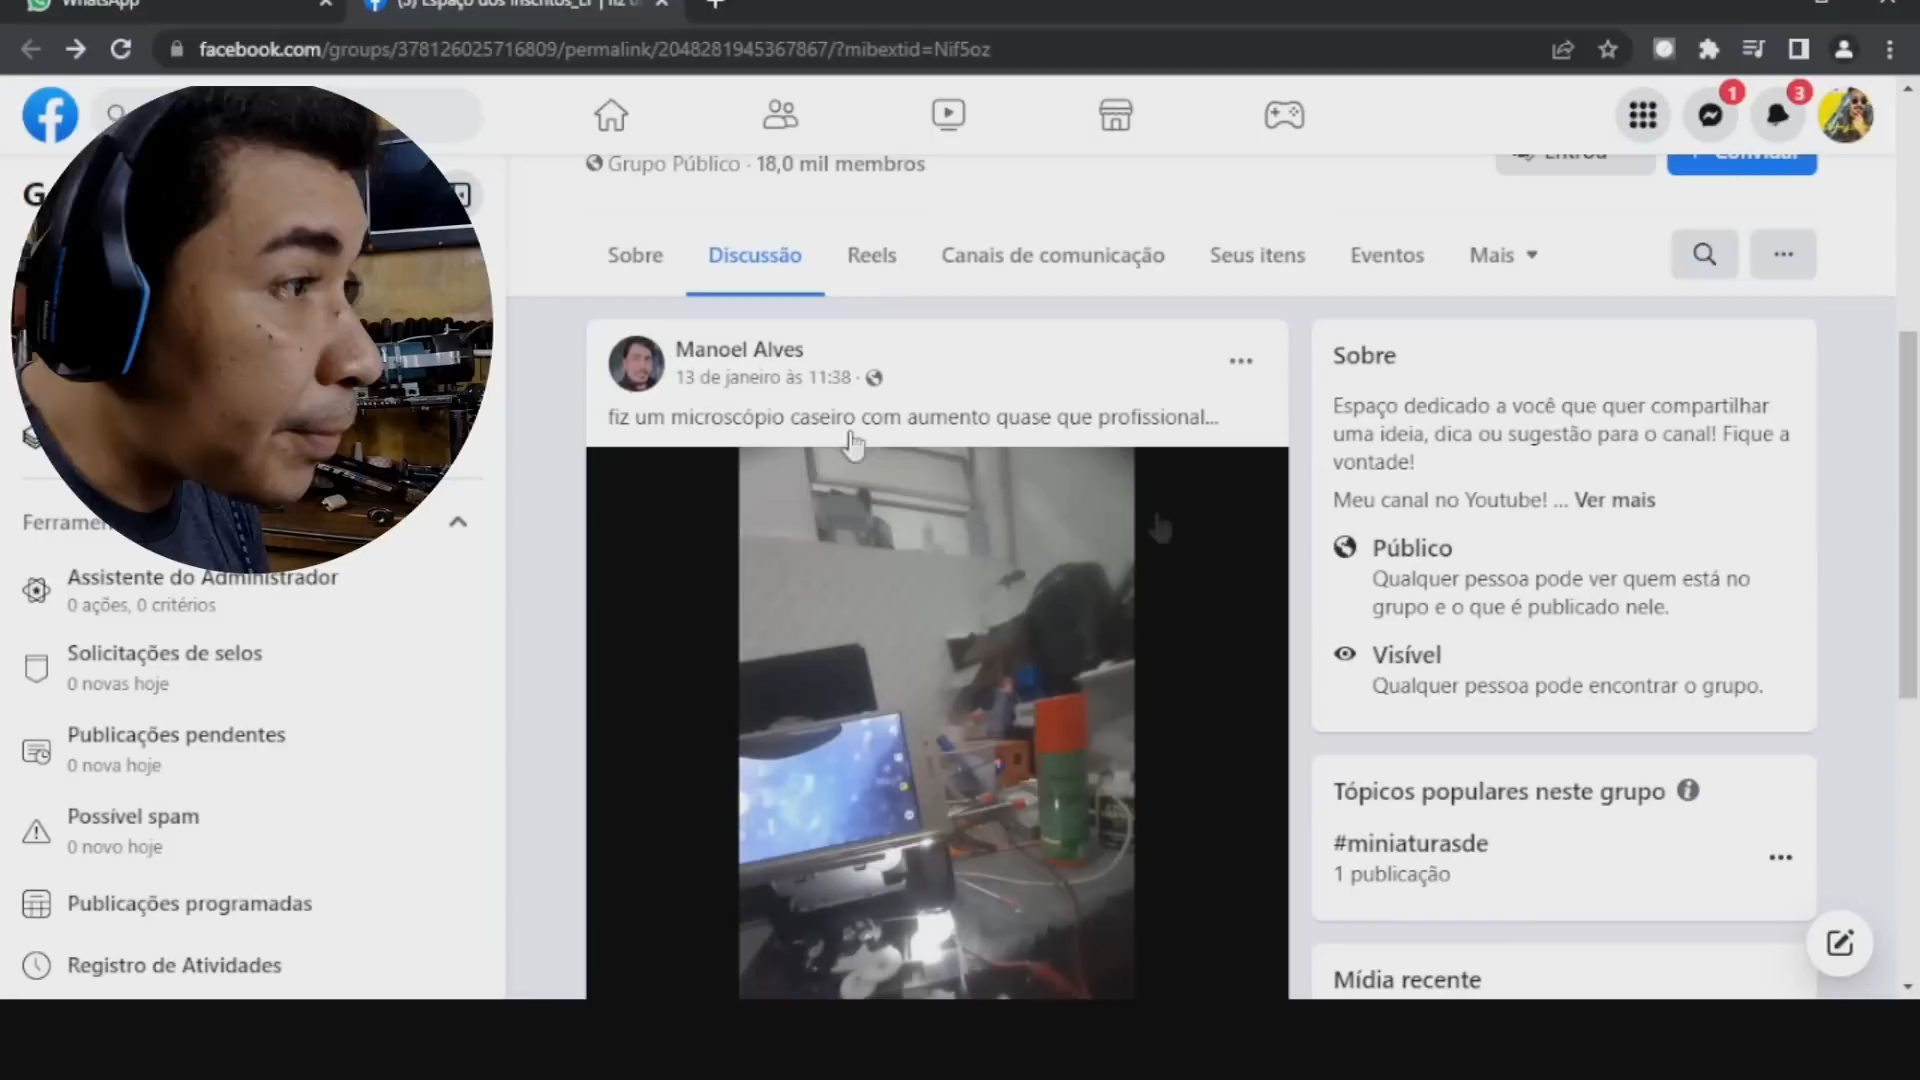 WhatsApp
facebook.com/groups/378126025716809/permalink/2048281945367867/?mibextid=Nif5oz
1
3
Grupo Público · 18,0 mil membros
Sobre
Discussão
Reels
Canais de comunicação
Seus itens
Eventos
Mais
Manoel Alves
13 de janeiro às 11:38 ·
fiz um microscópio caseiro com aumento quase que profissional...
Sobre
Espaço dedicado a você que quer compartilhar
uma ideia, dica ou sugestão para o canal! Fique a
vontade!
Meu canal no Youtube! ... Ver mais
Público
Qualquer pessoa pode ver quem está no
grupo e o que é publicado nele.
Visível
Qualquer pessoa pode encontrar o grupo.
Tópicos populares neste grupo
#miniaturasde
1 publicação
Mídia recente
Assistente do Administrador
0 ações, 0 critérios
Solicitações de selos
0 novas hoje
Publicações pendentes
0 nova hoje
Possível spam
0 novo hoje
Publicações programadas
Registro de Atividades